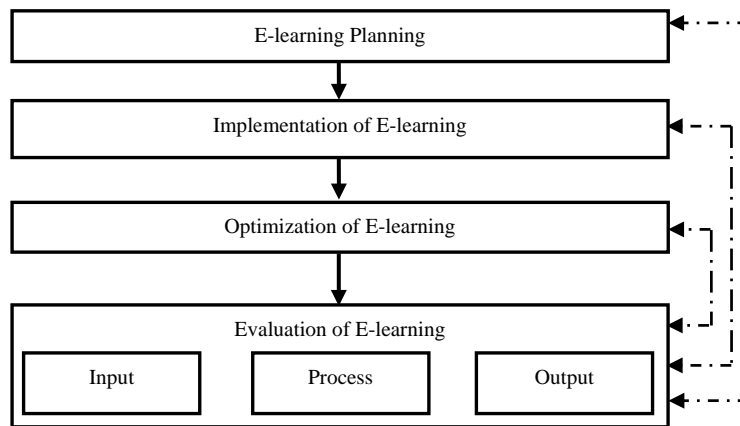 E-learning Planning
Implementation of E-learning
Optimization of E-learning
Evaluation of E-learning
Input
Process
Output